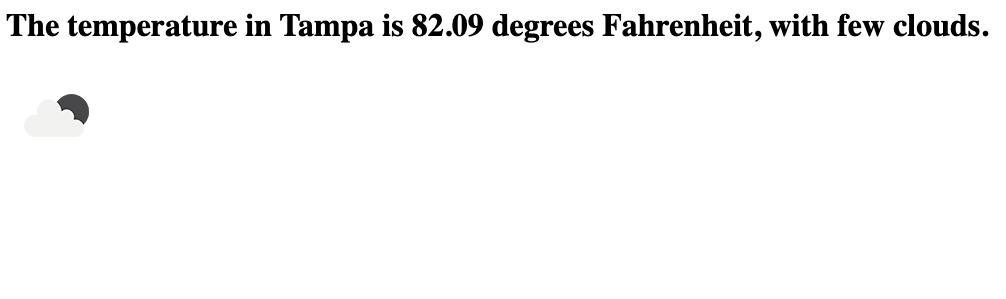 The temperature in Tampa is 82.09 degrees Fahrenheit, with few clouds.